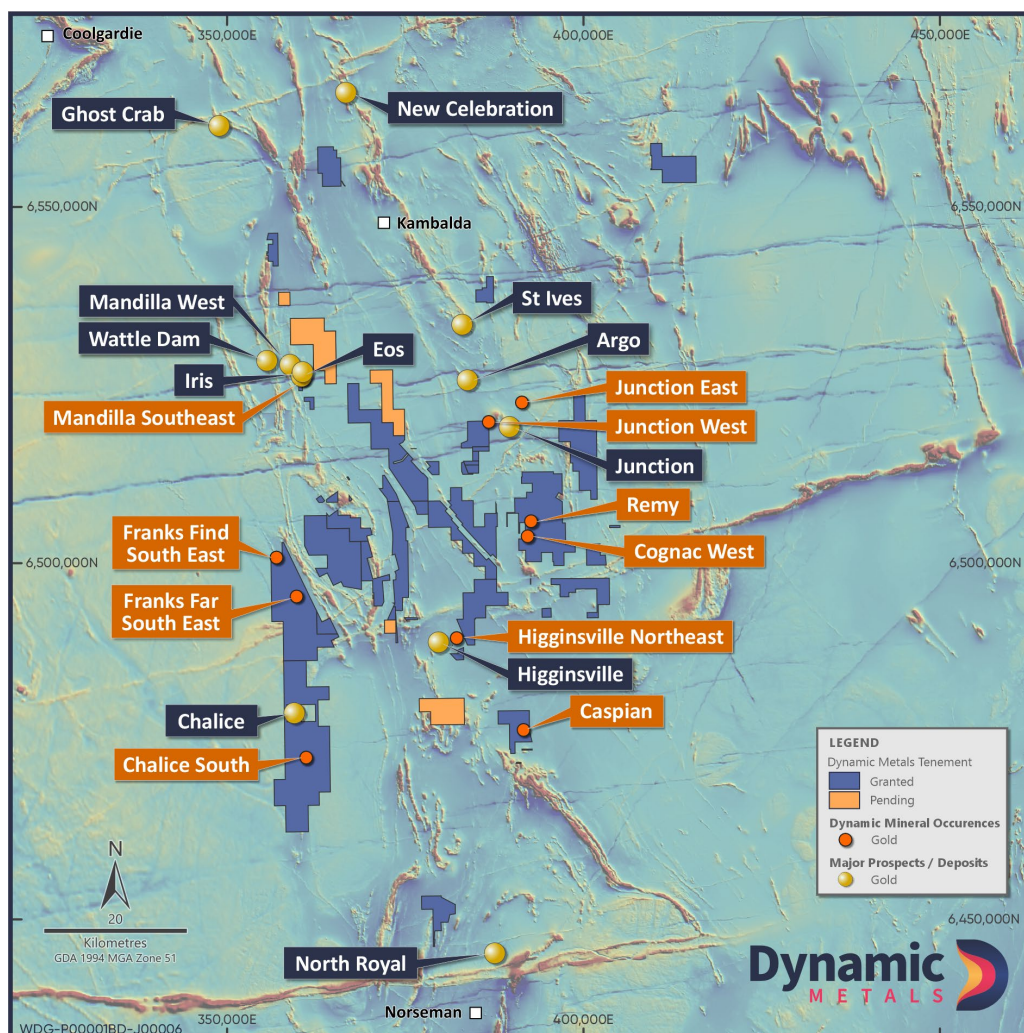 Coolgardie
350,000E
400,000E
450,000E
Ghost Crab
New Celebration
6,550,000N
6,550,000N
Kambalda
Mandilla West
St Ives
Wattle Dam
Argo
Eos
Iris
Junction East
Mandilla Southeast
Junction West
Junction
Remy
Franks Find
South East
Cognac West
6,500,000N
6,500,000N
Franks Far
South East
Higginsville Northeast
Higginsville
Chalice
Caspian
Chalice South
LEGEND
Dynamic Metals Tenement
Granted
Pending
Dynamic Mineral Occurences
Gold
Major Prospects / Deposits
Gold
N
20
Kilometres
GDA 1994 MGA Zone 51
6,450,000N
North Royal
Dynamic
METALS
Norseman
WDG-P00001BD-J00006
350,000E
400,000E